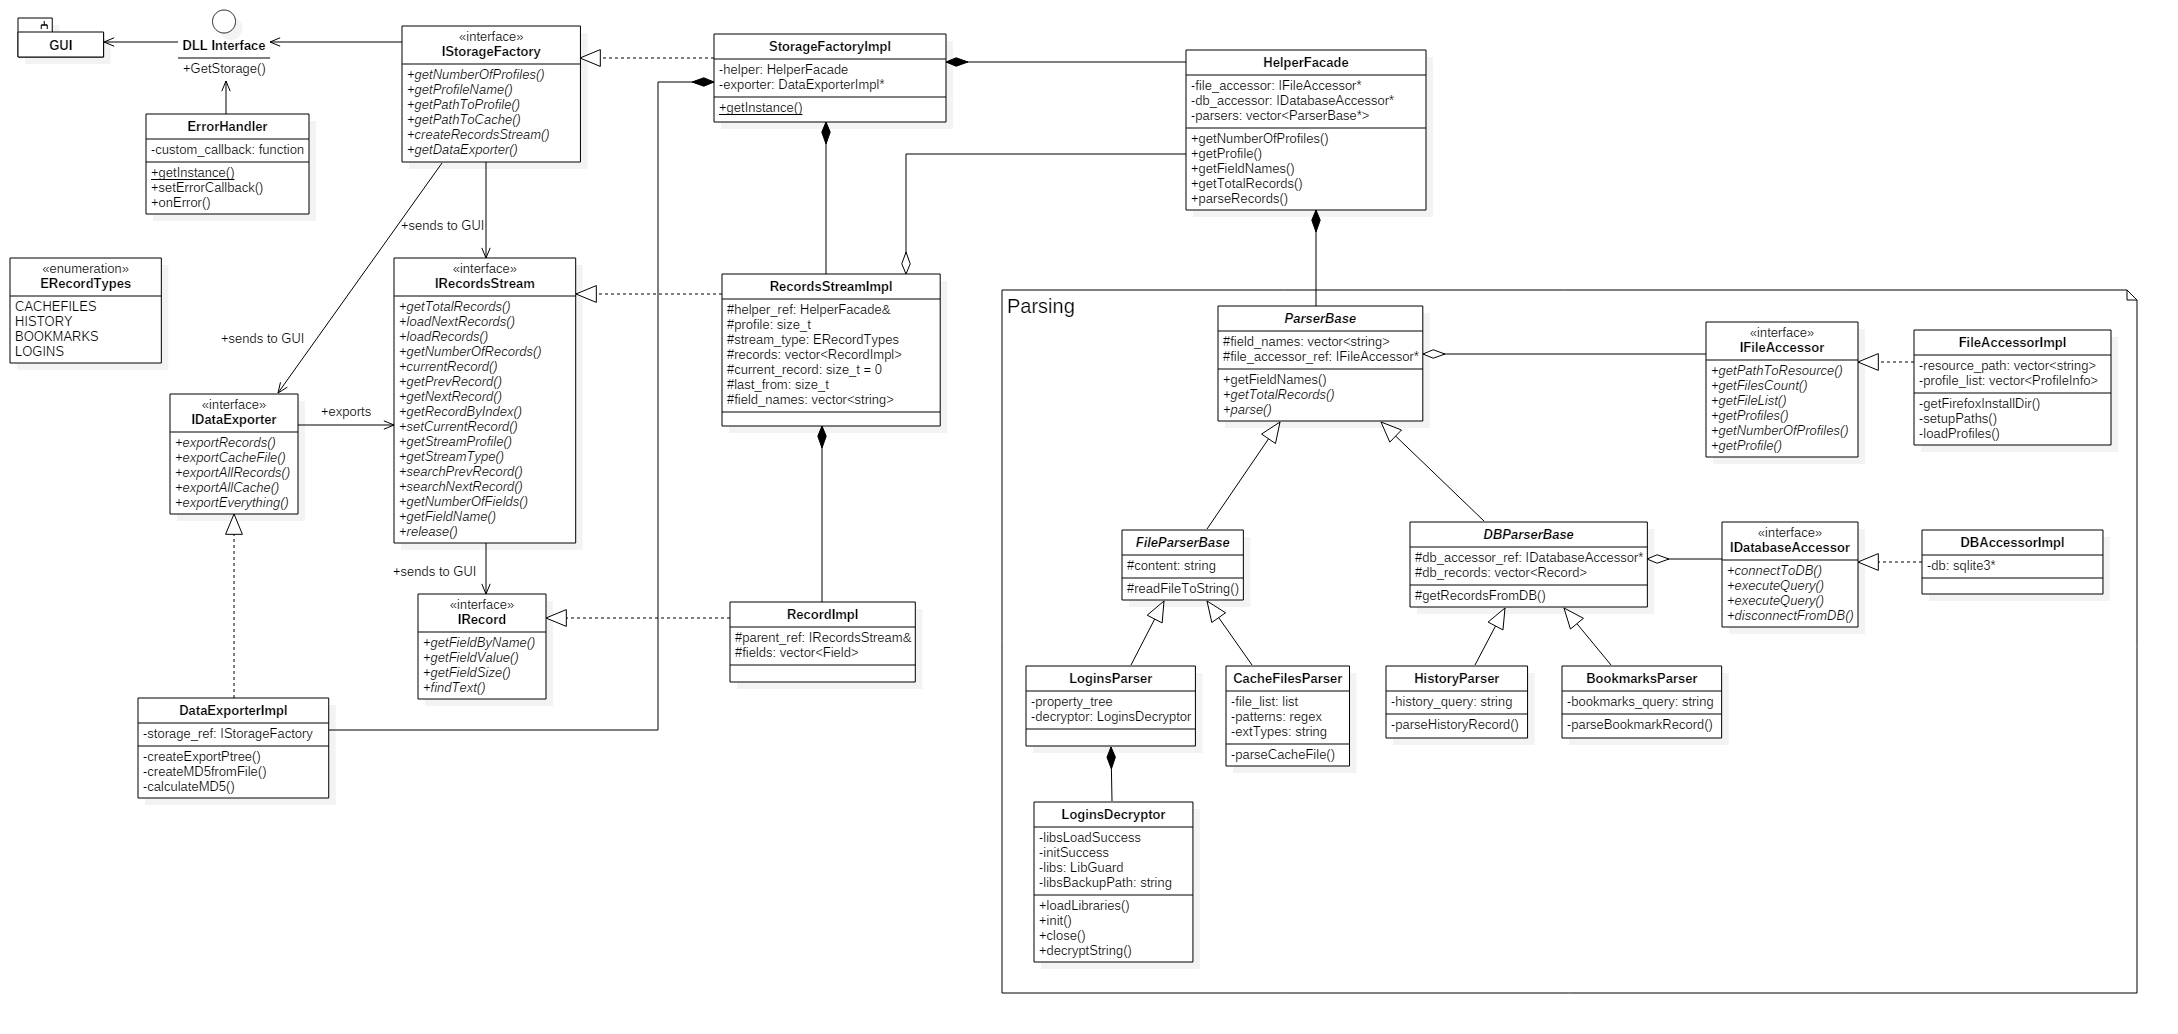 GUI
DLL Interface
+GetStorage()
ErrorHandler
-custom_callback: function
+getInstance()
+setErrorCallback()
+onError()
«enumeration»
ERecordTypes
CACHEFILES
HISTORY
BOOKMARKS
LOGINS
«interface»
IStorageFactory
+getNumberOfProfiles()
+getProfileName()
+getPathToProfile()
+getPathToCache()
+createRecordsStream()
+getDataExporter()
+sends to GUI
+sends to GUI
«interface»
IDataExporter
+exportRecords()
+exportCacheFile()
+exportAllRecords()
+exportAllCache()
+exportEverything()
+exports
«interface»
IRecordsStream
+getTotalRecords()
+loadNextRecords()
+loadRecords()
+getNumberOfRecords()
+currentRecord()
+getPrevRecord()
+getNextRecord()
+getRecordByIndex()
+setCurrentRecord()
+getStreamProfile()
+getStreamType()
+searchPrevRecord()
+searchNextRecord()
+getNumberOfFields()
+getFieldName()
+release()
+sends to GUI
«interface»
IRecord
+getFieldByName()
+getFieldValue()
+getFieldSize()
+findText()
DataExporterImpl
-storage_ref: IStorageFactory
-createExportPtree()
-createMD5fromFile()
-calculateMD5()
StorageFactoryImpl
-helper: HelperFacade
-exporter: DataExporterImpl*
+getInstance()
RecordsStreamImpl
#helper_ref: HelperFacade&
#profile: size_t
#stream_type: ERecordTypes
#records: vector<RecordImpl>
#current_record: size_t = 0
#last_from: size_t
#field_names: vector<string>
RecordImpl
#parent_ref: IRecordsStream&
#fields: vector<Field>
HelperFacade
-file_accessor: IFileAccessor*
-db_accessor: IDatabaseAccessor*
-parsers: vector<ParserBase*>
+getNumberOfProfiles()
+getProfile()
+getFieldNames()
+getTotalRecords()
+parseRecords()
Parsing
ParserBase
#field_names: vector<string>
#file_accessor_ref: IFileAccessor*
+getFieldNames()
+getTotalRecords()
+parse()
«interface»
IFileAccessor
+getPathToResource()
+getFilesCount()
+getFileList()
+getProfiles()
+getNumberOfProfiles()
+getProfile()
FileAccessorImpl
-resource_path: vector<string>
-profile_list: vector<ProfileInfo>
-getFirefoxInstallDir()
-setupPaths()
-loadProfiles()
FileParserBase
#content: string
#readFileToString()
DBParserBase
#db_accessor_ref: IDatabaseAccessor*
#db_records: vector<Record>
#getRecordsFromDB()
«interface»
IDatabaseAccessor
+connectToDB()
+executeQuery()
+executeQuery()
+disconnectFromDB()
DBAccessorImpl
-db: sqlite3*
LoginsParser
-property_tree
-decryptor: LoginsDecryptor
CacheFilesParser
-file_list: list
-patterns: regex
-extTypes: string
-parseCacheFile()
HistoryParser
-history_query: string
-parseHistoryRecord()
BookmarksParser
-bookmarks_query: string
-parseBookmarkRecord()
LoginsDecryptor
-libsLoadSuccess
-initSuccess
-libs: LibGuard
-libsBackupPath: string
+loadLibraries()
+init()
+close()
+decryptString()